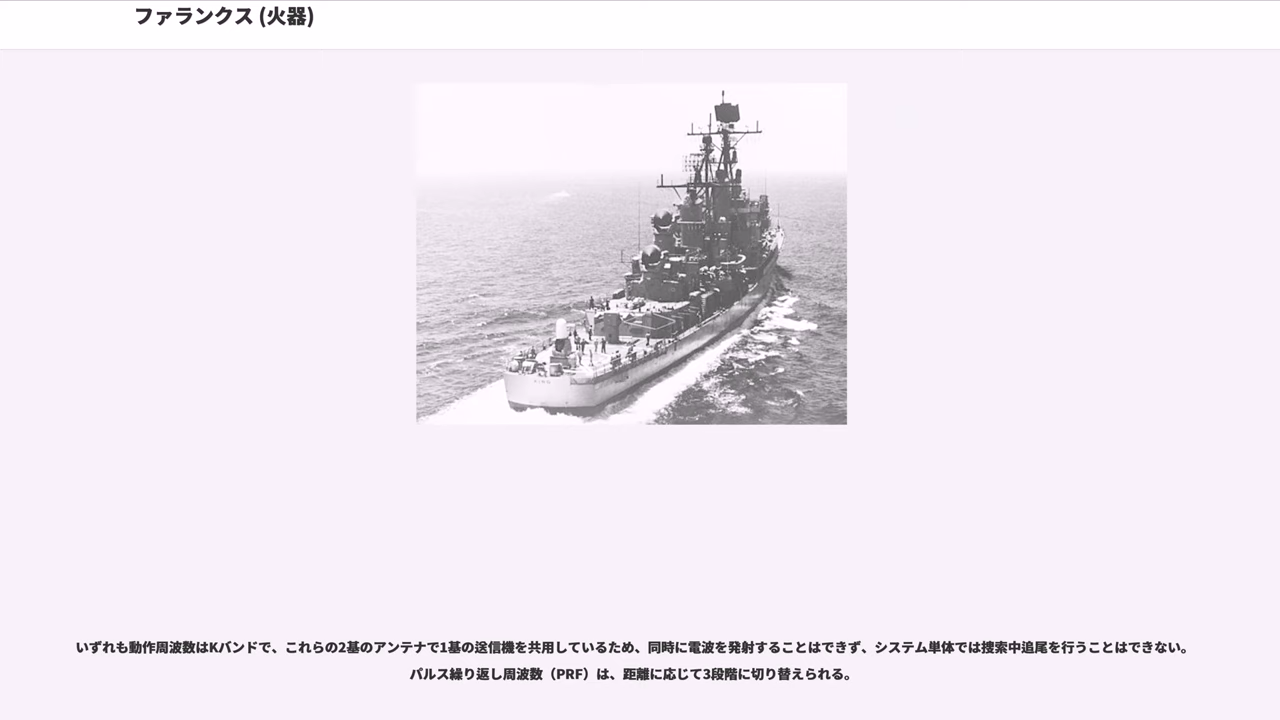 ファランクス (火器)
いずれも動作周波数はKバンドで、これらの2基のアンテナで1基の送信機を共用しているため、同時に電波を発射することはできず、システム単体では捜索中追尾を行うことはできない。
パルス繰り返し周波数（PRF）は、距離に応じて3段階に切り替えられる。